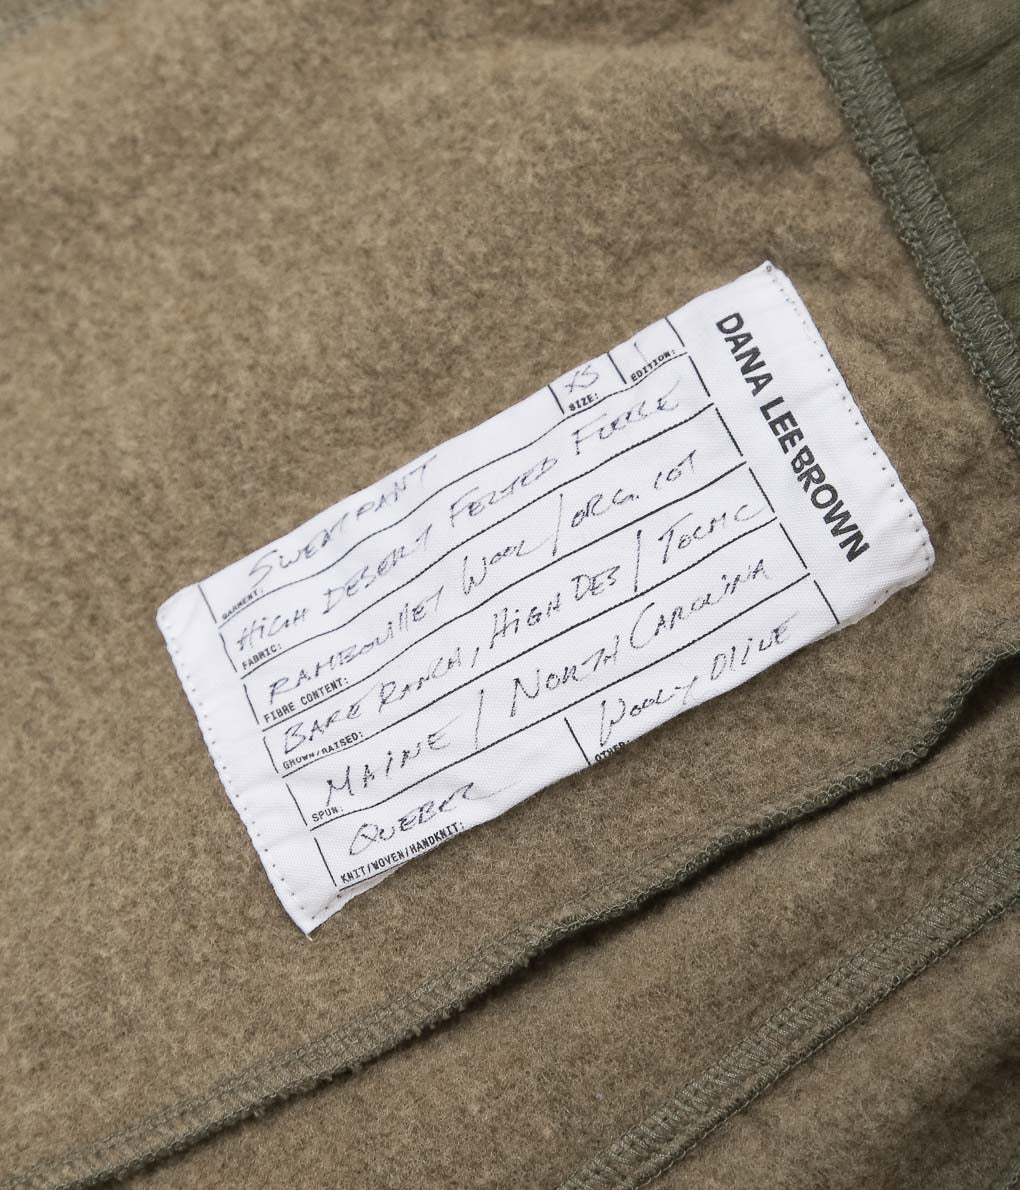 DANA LEE BROWN
SWEATPANT
GARMENT:
XS
SIZE:
1
EDITION:
HIGH DESERT FELTED FLEECE
FABRIC:
RAMBOUILLET WOOL / ORG. COT
FIBRE CONTENT:
BARE RANCH, HIGH DES / TOCMC
GROWN/RAISED:
MAINE / NORTH CAROLINA
SPUN:
QUEBEC
KNIT/WOVEN/HANDKNIT:
WOOLY OLIVE
OTHER: